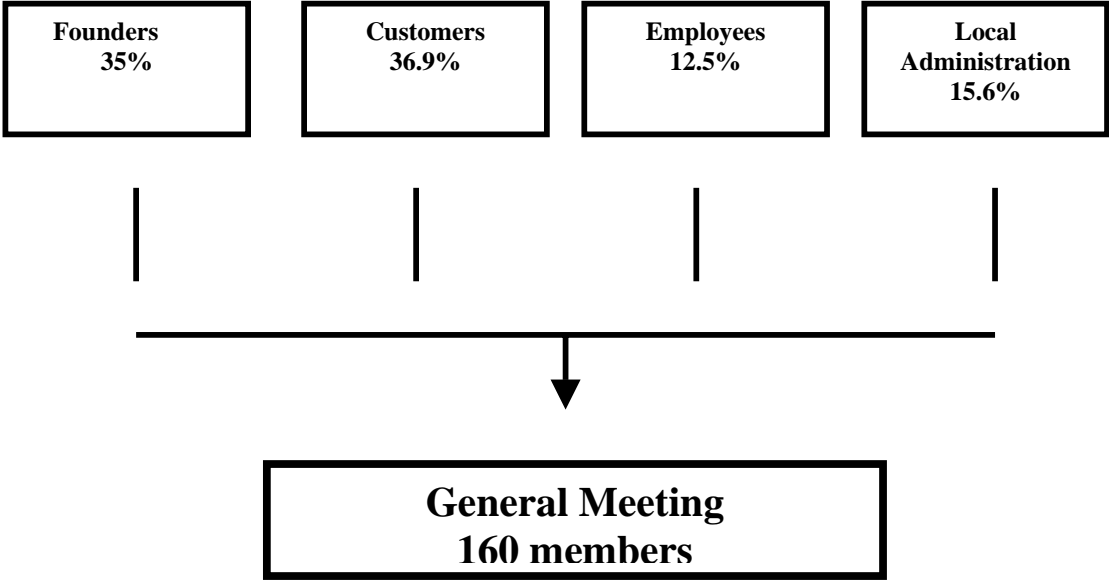 Founders
35%
Customers
36.9%
Employees
12.5%
Local
Administration
15.6%
General Meeting
160 members